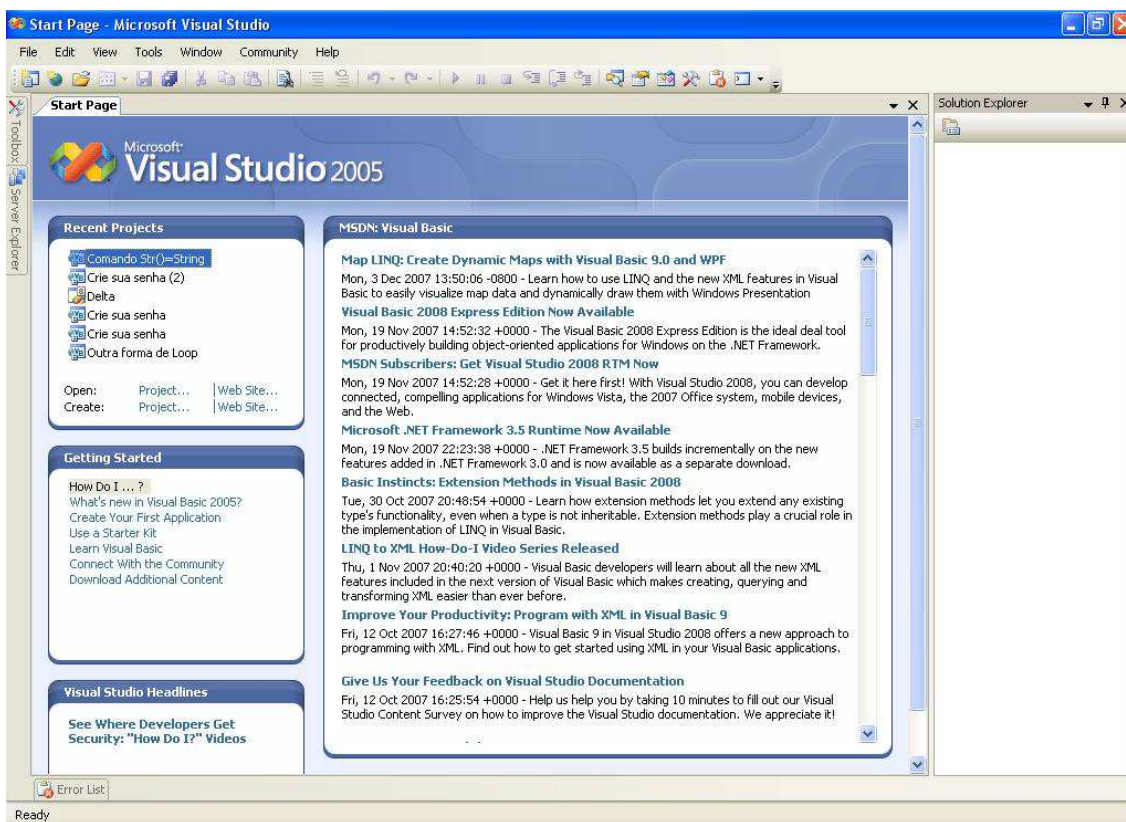 Start Page - Microsoft Visual Studio
File Edit View Tools Window Community Help
Start Page
Solution Explorer
Toolbox
Server Explorer
Microsoft
Visual Studio 2005
Recent Projects
Comando Str()=String
Crie sua senha (2)
Delta
Crie sua senha
Crie sua senha
Outra forma de Loop
Open: Project... | Web Site...
Create: Project... | Web Site...
Getting Started
How Do I ... ?
What's new in Visual Basic 2005?
Create Your First Application
Use a Starter Kit
Learn Visual Basic
Connect With the Community
Download Additional Content
Visual Studio Headlines
See Where Developers Get
Security: "How Do I?" Videos
MSDN: Visual Basic
Map LINQ: Create Dynamic Maps with Visual Basic 9.0 and WPF
Mon, 3 Dec 2007 13:50:06 -0800 - Learn how to use LINQ and the new XML features in Visual
Basic to easily visualize map data and dynamically draw them with Windows Presentation
Visual Basic 2008 Express Edition Now Available
Mon, 19 Nov 2007 14:52:32 +0000 - The Visual Basic 2008 Express Edition is the ideal deal tool
for productively building object-oriented applications for Windows on the .NET Framework.
MSDN Subscribers: Get Visual Studio 2008 RTM Now
Mon, 19 Nov 2007 14:52:28 +0000 - Get it here first! With Visual Studio 2008, you can develop
connected, compelling applications for Windows Vista, the 2007 Office system, mobile devices,
and the Web.
Microsoft .NET Framework 3.5 Runtime Now Available
Mon, 19 Nov 2007 22:23:38 +0000 - .NET Framework 3.5 builds incrementally on the new
features added in .NET Framework 3.0 and is now available as a separate download.
Basic Instincts: Extension Methods in Visual Basic 2008
Tue, 30 Oct 2007 20:48:54 +0000 - Learn how extension methods let you extend any existing
type's functionality, even when a type is not inheritable. Extension methods play a crucial role in
the implementation of LINQ in Visual Basic.
LINQ to XML How-Do-I Video Series Released
Thu, 1 Nov 2007 20:40:20 +0000 - Visual Basic developers will learn about all the new XML
features included in the next version of Visual Basic which makes creating, querying and
transforming XML easier than ever before.
Improve Your Productivity: Program with XML in Visual Basic 9
Fri, 12 Oct 2007 16:27:46 +0000 - Visual Basic 9 in Visual Studio 2008 offers a new approach to
programming with XML. Find out how to get started using XML in your Visual Basic applications.
Give Us Your Feedback on Visual Studio Documentation
Fri, 12 Oct 2007 16:25:54 +0000 - Help us help you by taking 10 minutes to fill out our Visual
Studio Content Survey on how to improve the Visual Studio documentation. We appreciate it!
Error List
Ready